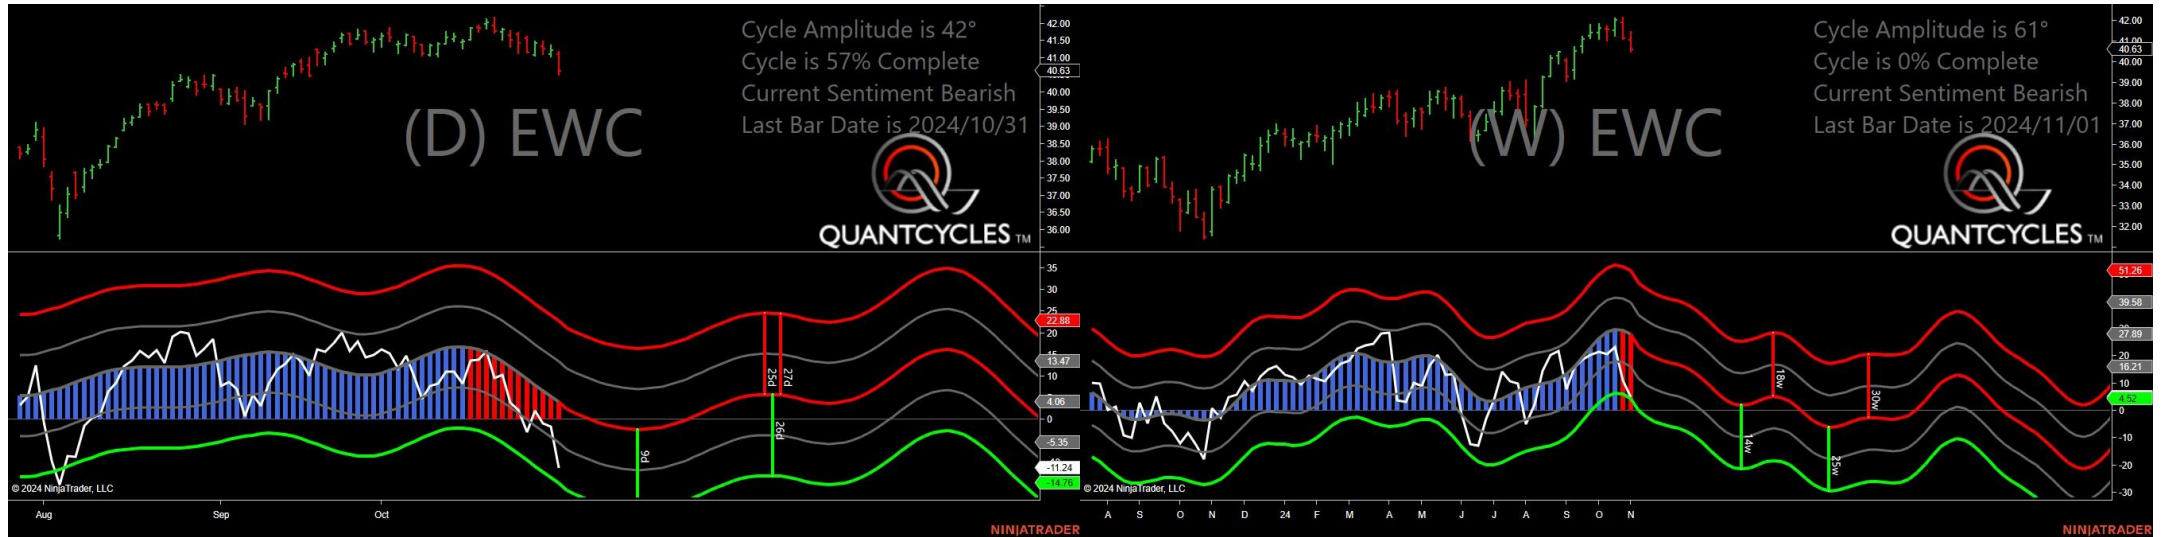 Cycle Amplitude is 42°
Cycle is 57% Complete
Current Sentiment Bearish
Last Bar Date is 2024/10/31
(D) EWC
QUANTCYCLES TM
42.00
41.50
41.00
40.63
40.00
39.50
39.00
38.50
38.00
37.50
37.00
36.50
36.00
35
30
25
22.88
20
13.47
10
4.06
0
-5.35
-11.24
-14.76
25d
27d
26d
9d
© 2024 NinjaTrader, LLC
Aug
Sep
Oct
NINJATRADER
Cycle Amplitude is 61°
Cycle is 0% Complete
Current Sentiment Bearish
Last Bar Date is 2024/11/01
(W) EWC
QUANTCYCLES TM
42.00
41.00
40.63
40.00
39.00
38.00
37.00
36.00
35.00
34.00
33.00
32.00
51.26
39.58
27.89
20
16.21
10
4.52
0
-10
-20
-30
18w
30w
14w
25w
© 2024 NinjaTrader, LLC
A S O N D 24 F M A M J J A S O N
NINJATRADER